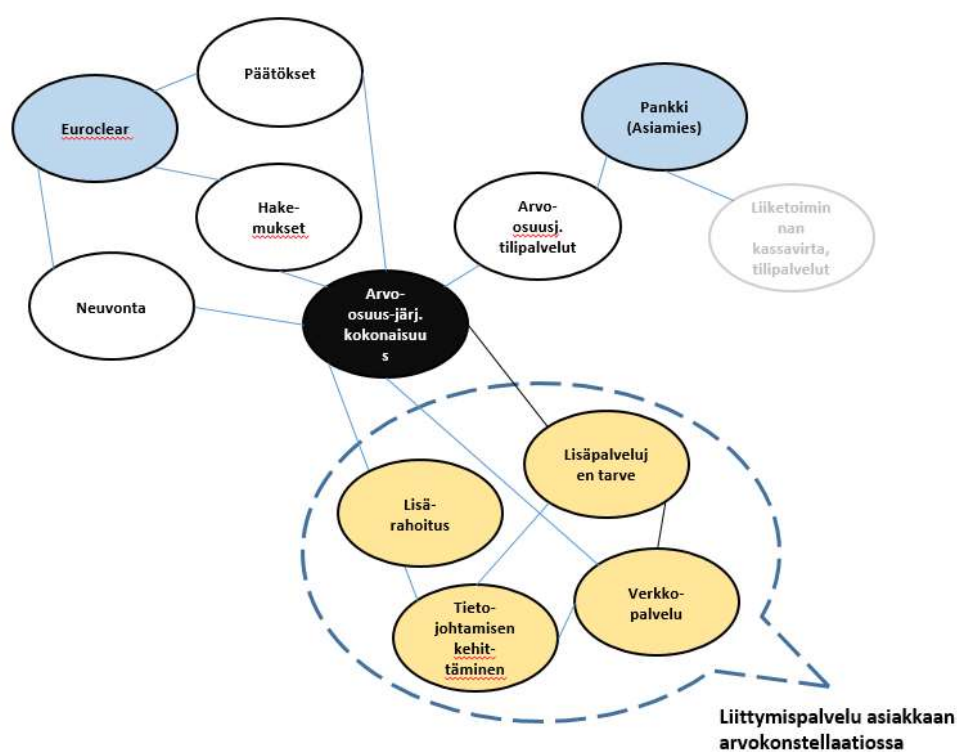 Päätökset
Euroclear
Pankki
(Asiamies)
Hake-
mukset
Arvo-
osuusj.
tilipalvelut
Liiketoimin
nan
kassavirta,
tilipalvelut
Neuvonta
Arvo-
osuus-järj.
kokonaisuu
s
Lisäpalveluj
en tarve
Lisä-
rahoitus
Verkko-
palvelu
Tieto-
johtamisen
kehit-
täminen
Liittymispalvelu asiakkaan
arvokonstellaatiossa